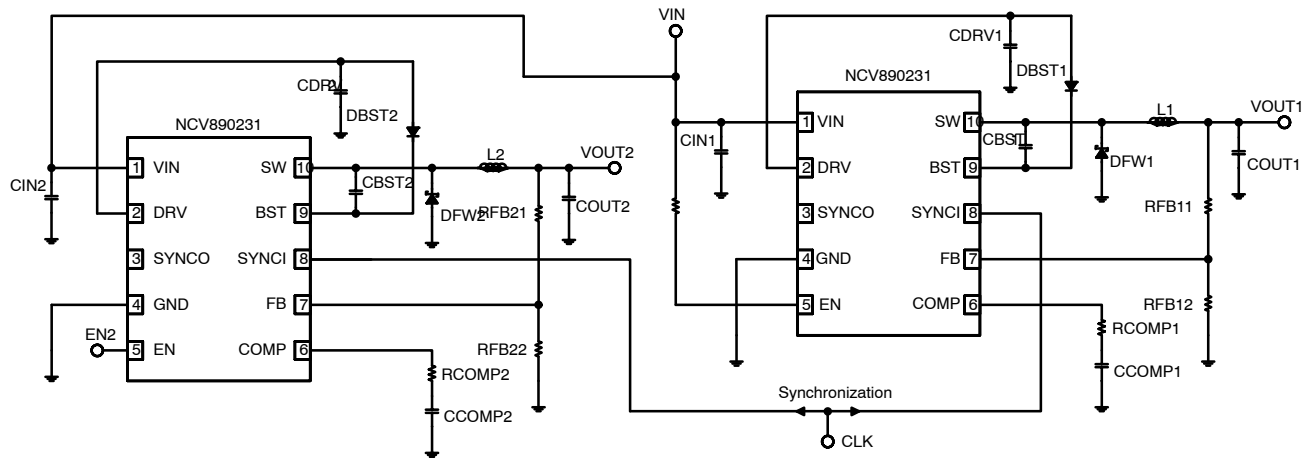 VIN
CDRV1
CDRV2
DBST1
DBST2
NCV890231
NCV890231
L1
VOUT1
1 VIN
SW 10
CIN1
CBST1
DFW1
COUT1
2 DRV
BST 9
L2
VOUT2
1 VIN
SW 10
CIN2
CBST2
DFW2
COUT2
2 DRV
BST 9
RFB21
RFB11
3 SYNCO
SYNCI 8
3 SYNCO
SYNCI 8
4 GND
FB 7
4 GND
FB 7
5 EN
COMP 6
RFB12
RCOMP1
CCOMP1
EN2
5 EN
COMP 6
RFB22
RCOMP2
CCOMP2
Synchronization
CLK